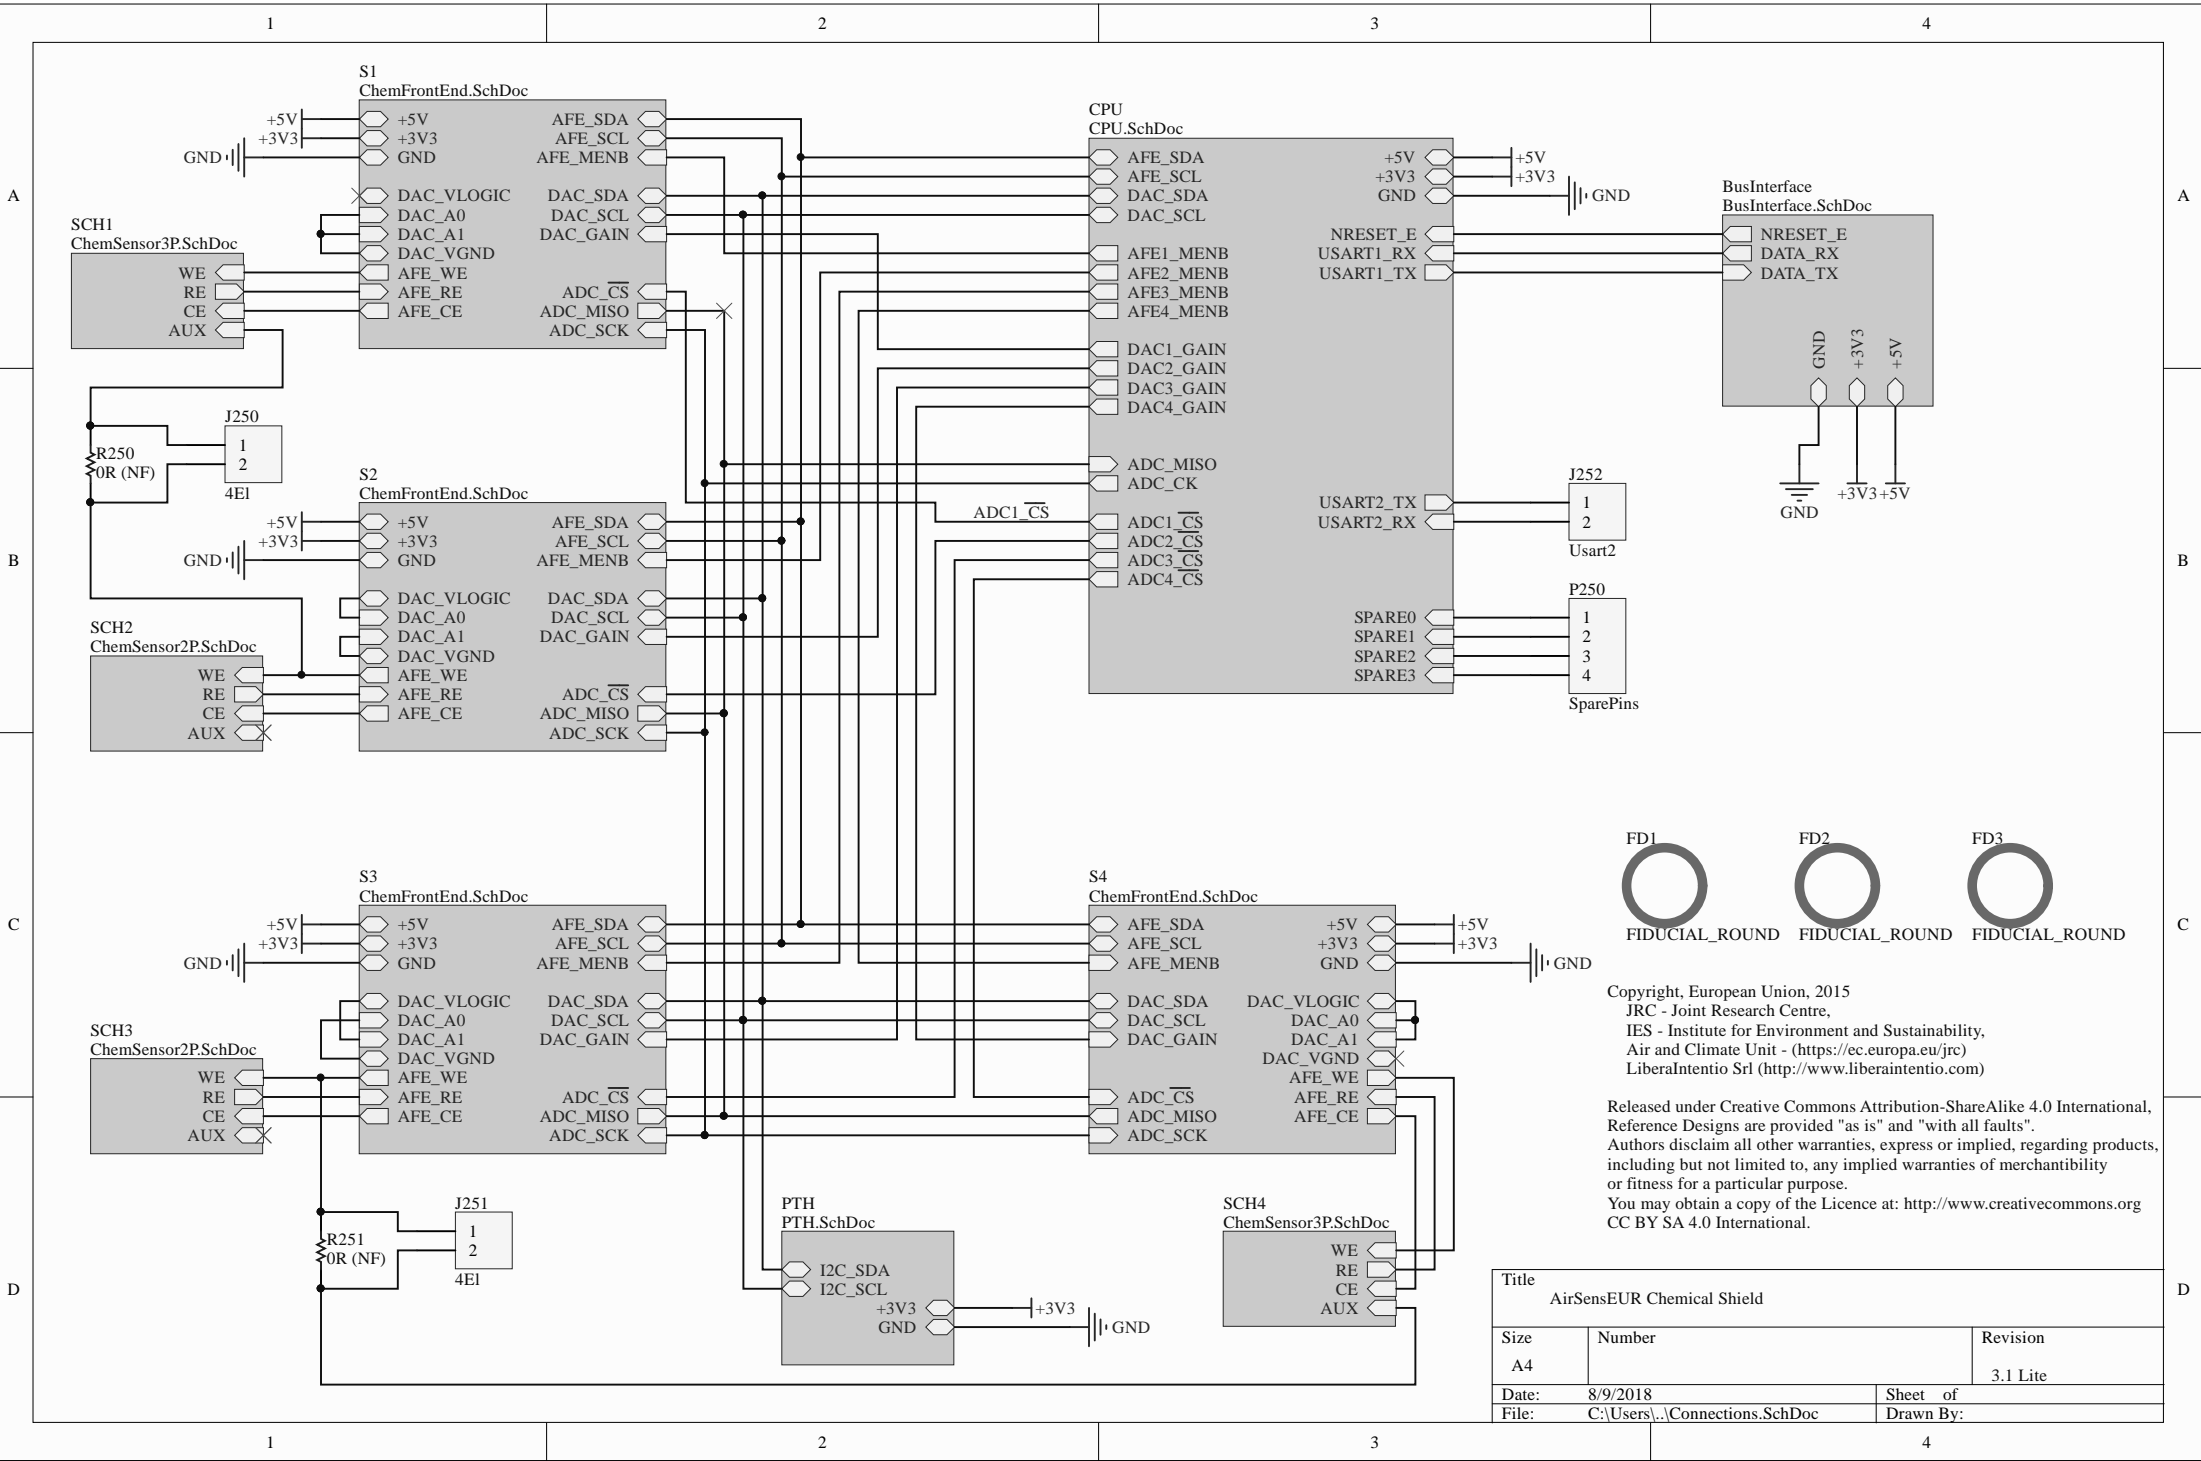 1
2
3
4
A
B
C
D
A
B
C
D
S1
ChemFrontEnd.SchDoc
+5V
+3V3
GND
+5V
+3V3
GND
DAC_VLOGIC
DAC_A0
DAC_A1
DAC_VGND
AFE_WE
AFE_RE
AFE_CE
AFE_SDA
AFE_SCL
AFE_MENB
DAC_SDA
DAC_SCL
DAC_GAIN
ADC_CS
ADC_MISO
ADC_SCK
SCH1
ChemSensor3P.SchDoc
WE
RE
CE
AUX
J250
1
2
4El
R250
0R (NF)
S2
ChemFrontEnd.SchDoc
+5V
+3V3
GND
+5V
+3V3
GND
DAC_VLOGIC
DAC_A0
DAC_A1
DAC_VGND
AFE_WE
AFE_RE
AFE_CE
AFE_SDA
AFE_SCL
AFE_MENB
DAC_SDA
DAC_SCL
DAC_GAIN
ADC_CS
ADC_MISO
ADC_SCK
SCH2
ChemSensor2P.SchDoc
WE
RE
CE
AUX
CPU
CPU.SchDoc
AFE_SDA
AFE_SCL
DAC_SDA
DAC_SCL
AFE1_MENB
AFE2_MENB
AFE3_MENB
AFE4_MENB
DAC1_GAIN
DAC2_GAIN
DAC3_GAIN
DAC4_GAIN
ADC_MISO
ADC_CK
ADC1_CS
ADC1_CS
ADC2_CS
ADC3_CS
ADC4_CS
+5V
+3V3
GND
+5V
+3V3
GND
NRESET_E
USART1_RX
USART1_TX
USART2_TX
USART2_RX
SPARE0
SPARE1
SPARE2
SPARE3
BusInterface
BusInterface.SchDoc
NRESET_E
DATA_RX
DATA_TX
GND
+3V3
+5V
GND
+3V3
+5V
J252
1
2
Usart2
P250
1
2
3
4
SparePins
S3
ChemFrontEnd.SchDoc
+5V
+3V3
GND
+5V
+3V3
GND
DAC_VLOGIC
DAC_A0
DAC_A1
DAC_VGND
AFE_WE
AFE_RE
AFE_CE
AFE_SDA
AFE_SCL
AFE_MENB
DAC_SDA
DAC_SCL
DAC_GAIN
ADC_CS
ADC_MISO
ADC_SCK
SCH3
ChemSensor2P.SchDoc
WE
RE
CE
AUX
J251
1
2
4El
R251
0R (NF)
S4
ChemFrontEnd.SchDoc
AFE_SDA
AFE_SCL
AFE_MENB
DAC_SDA
DAC_SCL
DAC_GAIN
ADC_CS
ADC_MISO
ADC_SCK
+5V
+3V3
GND
+5V
+3V3
GND
DAC_VLOGIC
DAC_A0
DAC_A1
DAC_VGND
AFE_WE
AFE_RE
AFE_CE
PTH
PTH.SchDoc
I2C_SDA
I2C_SCL
+3V3
GND
+3V3
GND
SCH4
ChemSensor3P.SchDoc
WE
RE
CE
AUX
FD1
FIDUCIAL_ROUND
FD2
FIDUCIAL_ROUND
FD3
FIDUCIAL_ROUND
Copyright, European Union, 2015
JRC - Joint Research Centre,
IES - Institute for Environment and Sustainability,
Air and Climate Unit - (https://ec.europa.eu/jrc)
LiberaIntentio Srl (http://www.liberaintentio.com)
Released under Creative Commons Attribution-ShareAlike 4.0 International,
Reference Designs are provided "as is" and "with all faults".
Authors disclaim all other warranties, express or implied, regarding products,
including but not limited to, any implied warranties of merchantibility
or fitness for a particular purpose.
You may obtain a copy of the Licence at: http://www.creativecommons.org
CC BY SA 4.0 International.
Title
AirSensEUR Chemical Shield
Size
A4
Number
Revision
3.1 Lite
Date: 8/9/2018
Sheet of
File: C:\Users\..\Connections.SchDoc
Drawn By:
1
2
3
4